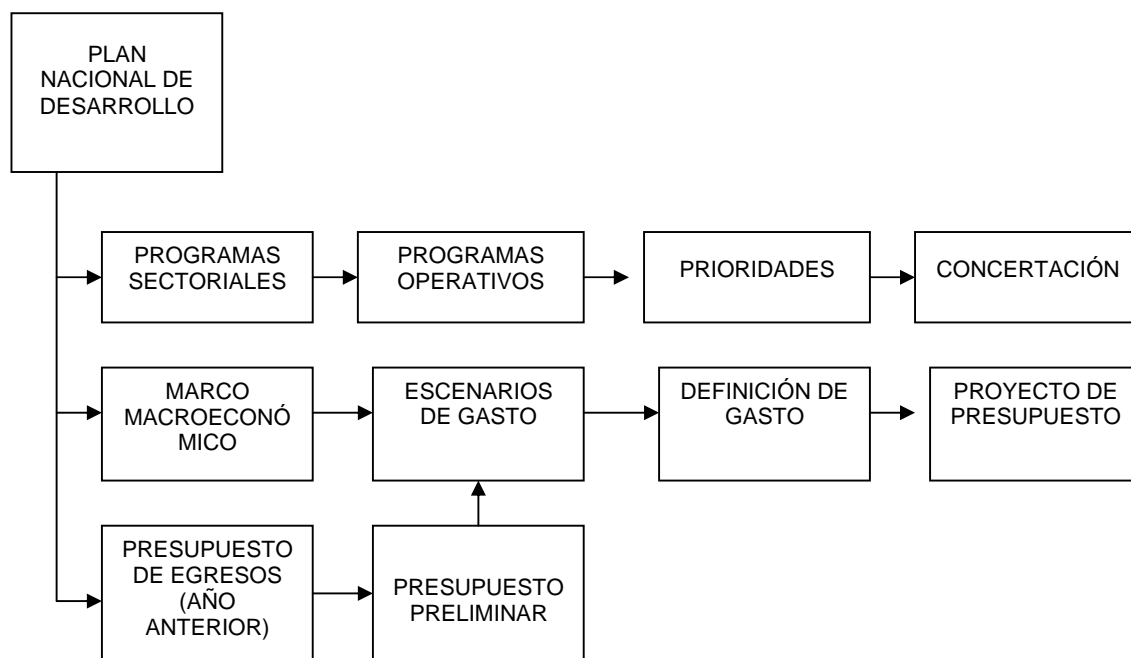 PLAN
NACIONAL DE
DESARROLLO
PROGRAMAS
SECTORIALES
PROGRAMAS
OPERATIVOS
PRIORIDADES
CONCERTACIÓN
MARCO
MACROECONÓ
MICO
ESCENARIOS
DE GASTO
DEFINICIÓN DE
GASTO
PROYECTO DE
PRESUPUESTO
PRESUPUESTO
DE EGRESOS
(AÑO
ANTERIOR)
PRESUPUESTO
PRELIMINAR